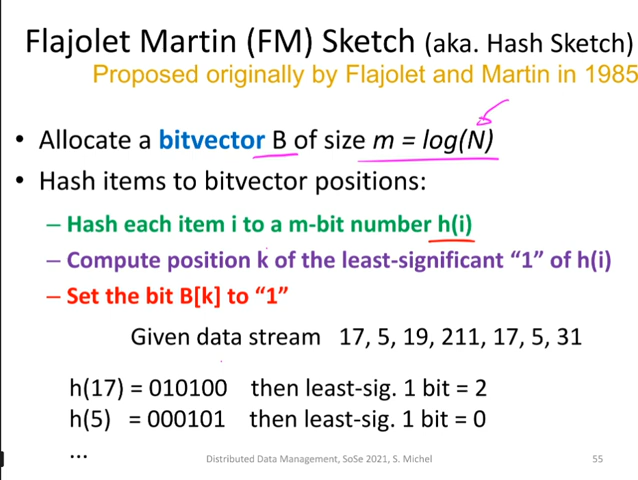 Flajolet Martin (FM) Sketch (aka. Hash Sketch)
Proposed originally by Flajolet and Martin in 1985
• Allocate a bitvector B of size m = log(N)
• Hash items to bitvector positions:
– Hash each item i to a m-bit number h(i)
– Compute position k of the least-significant “1” of h(i)
– Set the bit B[k] to “1”
Given data stream 17, 5, 19, 211, 17, 5, 31
h(17) = 010100 then least-sig. 1 bit = 2
h(5) = 000101 then least-sig. 1 bit = 0
...
Distributed Data Management, SoSe 2021, S. Michel 55